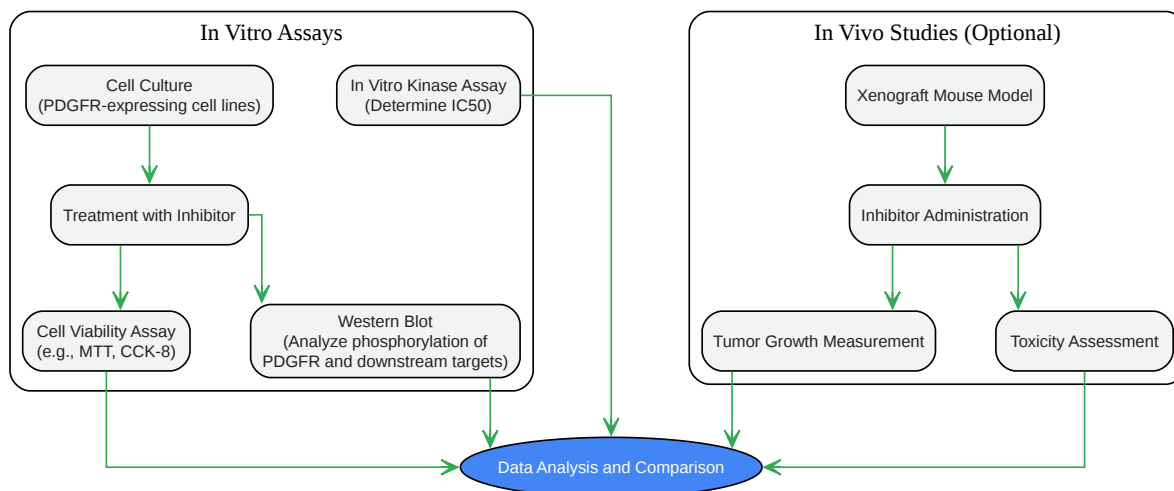 In Vitro Assays
Cell Culture
(PDGFR-expressing cell lines)
In Vitro Kinase Assay
(Determine IC50)
Treatment with Inhibitor
Cell Viability Assay
(e.g., MTT, CCK-8)
Western Blot
(Analyze phosphorylation of
PDGFR and downstream targets)
In Vivo Studies (Optional)
Xenograft Mouse Model
Inhibitor Administration
Tumor Growth Measurement
Toxicity Assessment
Data Analysis and Comparison